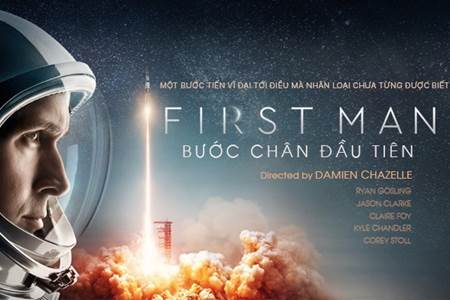 MỘT BƯỚC TIẾN VĨ ĐẠI TỚI ĐIỀU MÀ NHÂN LOẠI CHƯA TỪNG ĐƯỢC BIẾT
FIRST MAN
BƯỚC CHÂN ĐẦU TIÊN
Directed by DAMIEN CHAZELLE
RYAN GOSLING
JASON CLARKE
CLAIRE FOY
KYLE CHANDLER
COREY STOLL